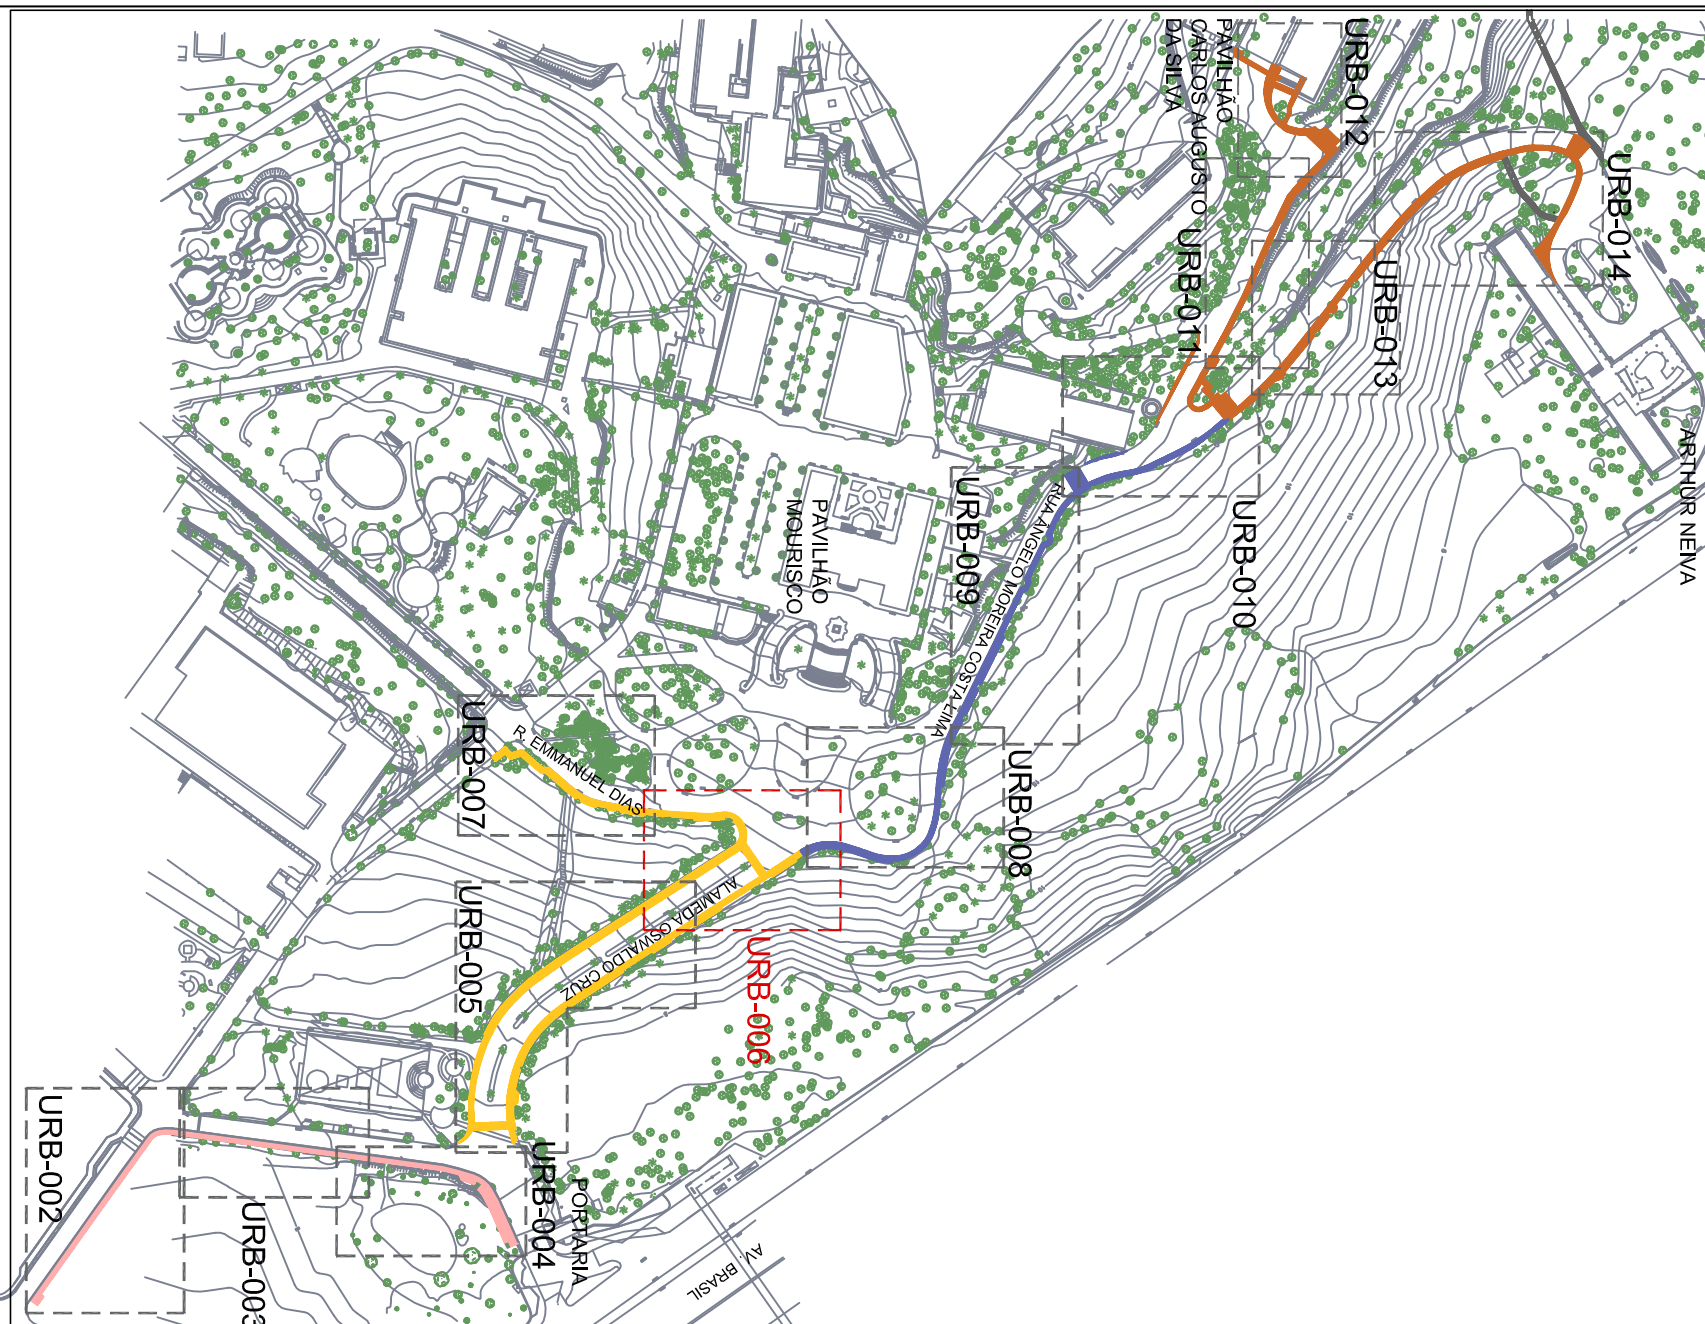 PAVILHÃO
CARLOS AUGUSTO
DA SILVA
URB-012
URB-014
URB-011
URB-013
ARTHUR NEIVA
URB-009
URB-010
RUA ANGELO MOREIRA COSTA LIMA
PAVILHÃO
MOURISCO
URB-007
R. EMMANUEL DIAS
URB-008
URB-005
ALAMEDA OSWALDO CRUZ
URB-006
URB-002
URB-003
URB-004
PORTARIA
AV. BRASIL